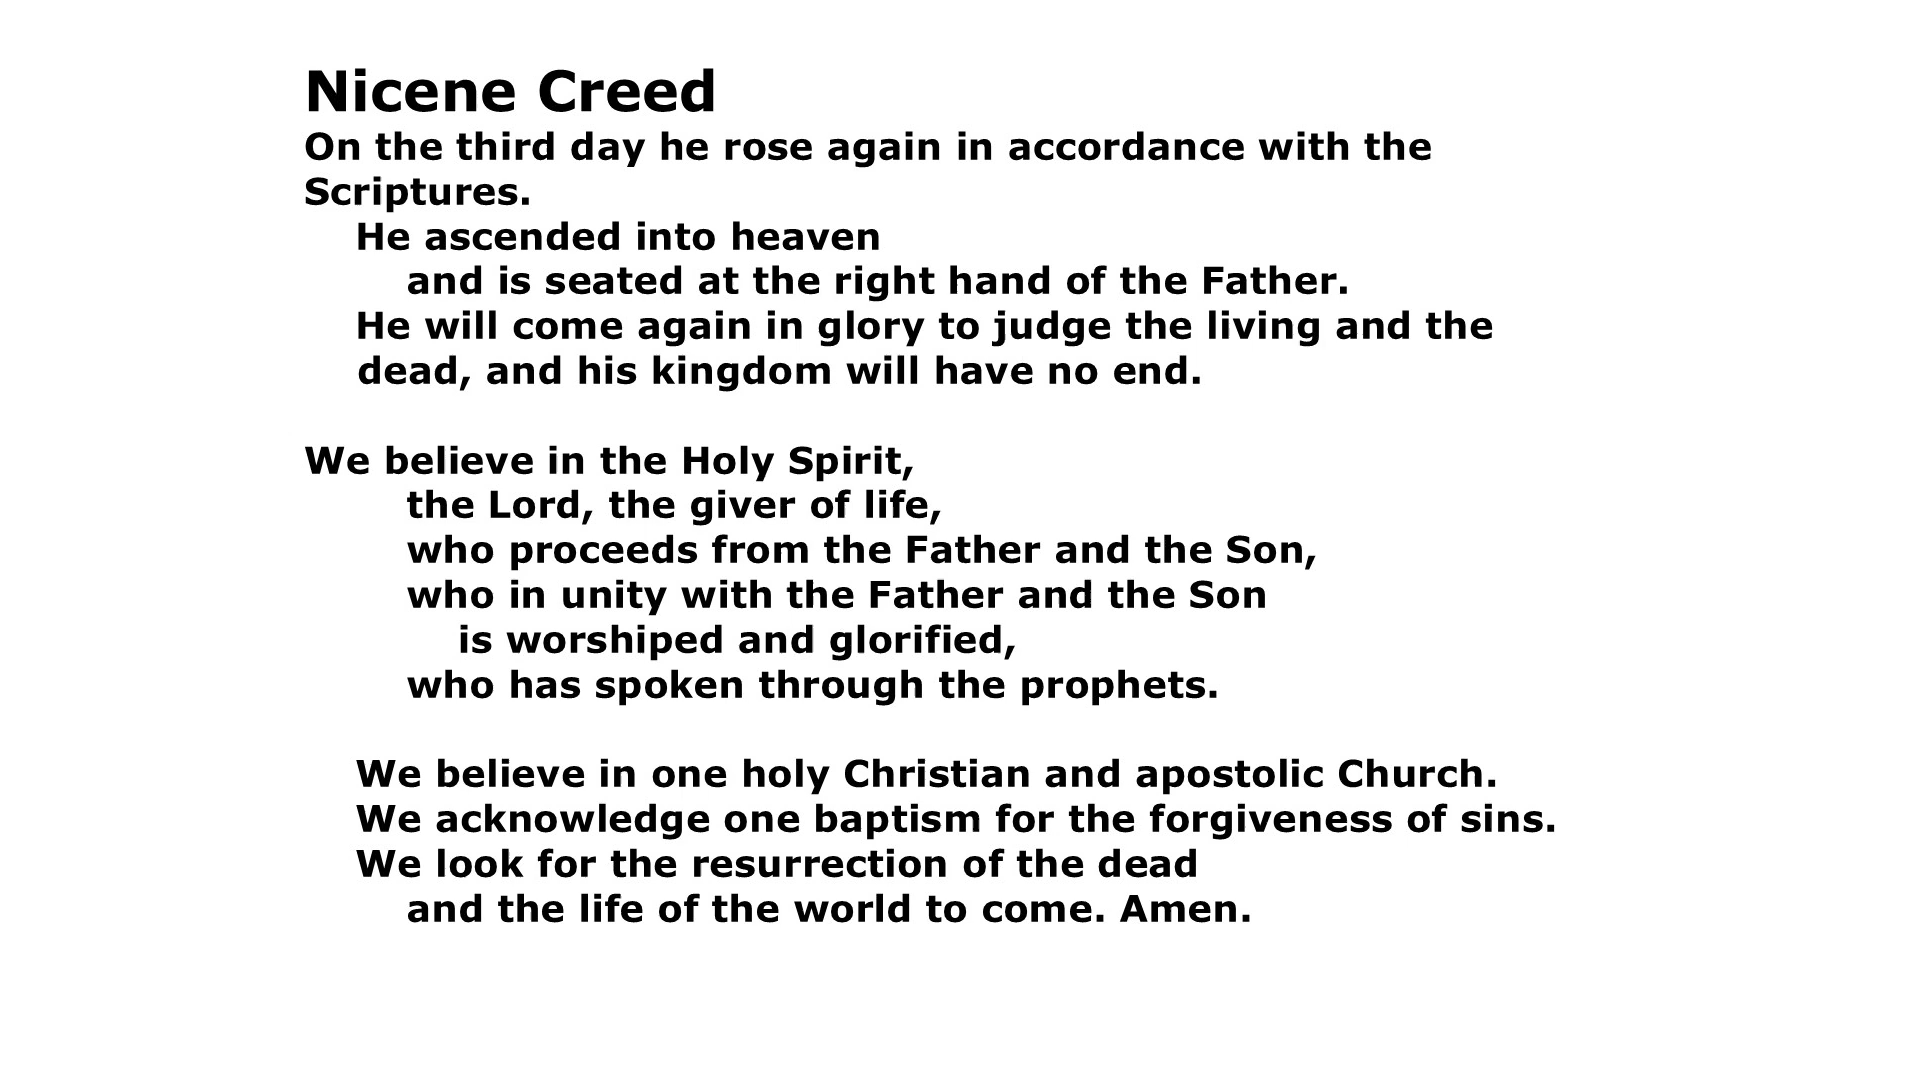 Nicene Creed
On the third day he rose again in accordance with the
Scriptures.
He ascended into heaven
and is seated at the right hand of the Father.
He will come again in glory to judge the living and the
dead, and his kingdom will have no end.
We believe in the Holy Spirit,
the Lord, the giver of life,
who proceeds from the Father and the Son,
who in unity with the Father and the Son
is worshiped and glorified,
who has spoken through the prophets.
We believe in one holy Christian and apostolic Church.
We acknowledge one baptism for the forgiveness of sins.
We look for the resurrection of the dead
and the life of the world to come. Amen.